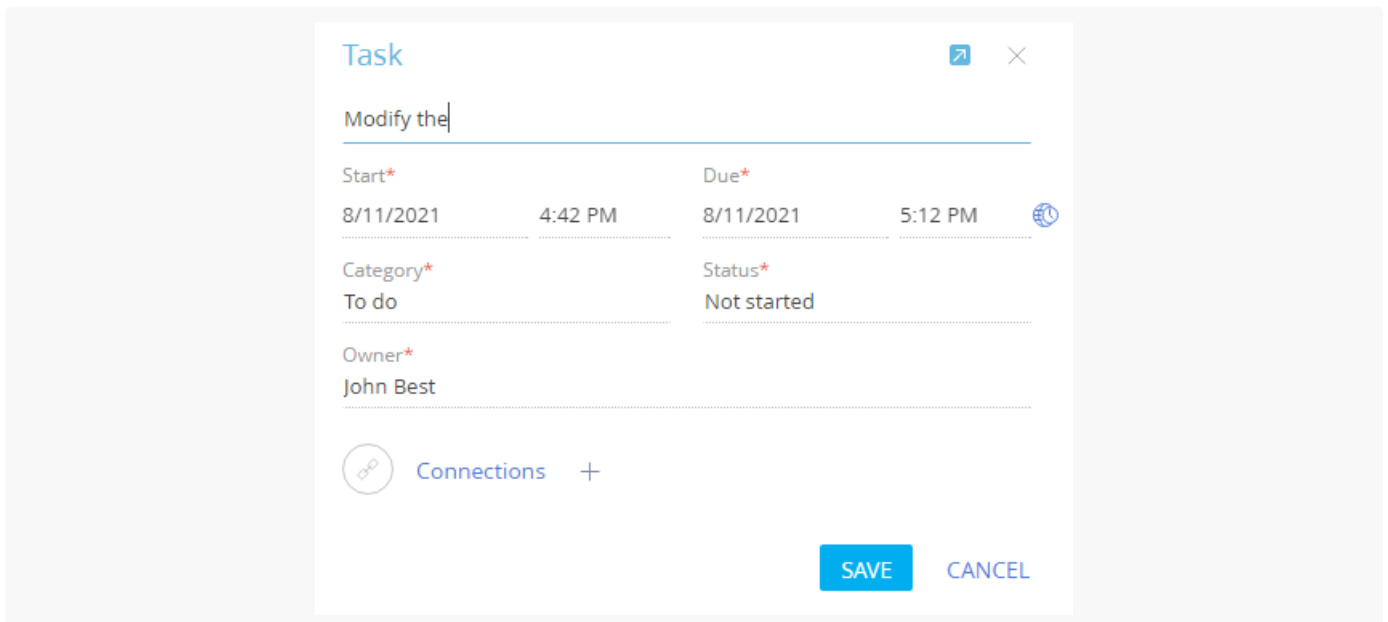 Task
Modify the
Start* Due*
8/11/2021 4:42 PM 8/11/2021 5:12 PM
Category* Status*
To do Not started
Owner*
John Best
Connections +
SAVE CANCEL